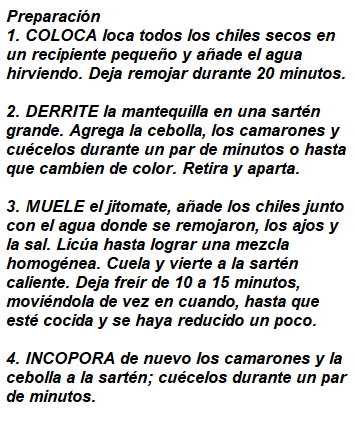 Preparación
1. COLOCA loca todos los chiles secos en
un recipiente pequeño y añade el agua
hirviendo. Deja remojar durante 20 minutos.
2. DERRITE la mantequilla en una sartén
grande. Agrega la cebolla, los camarones y
cuécelos durante un par de minutos o hasta
que cambien de color. Retira y aparta.
3. MUELE el jitomate, añade los chiles junto
con el agua donde se remojaron, los ajos y
la sal. Licúa hasta lograr una mezcla
homogénea. Cuela y vierte a la sartén
caliente. Deja freír de 10 a 15 minutos,
moviéndola de vez en cuando, hasta que
esté cocida y se haya reducido un poco.
4. INCOPORA de nuevo los camarones y la
cebolla a la sartén; cuécelos durante un par
de minutos.